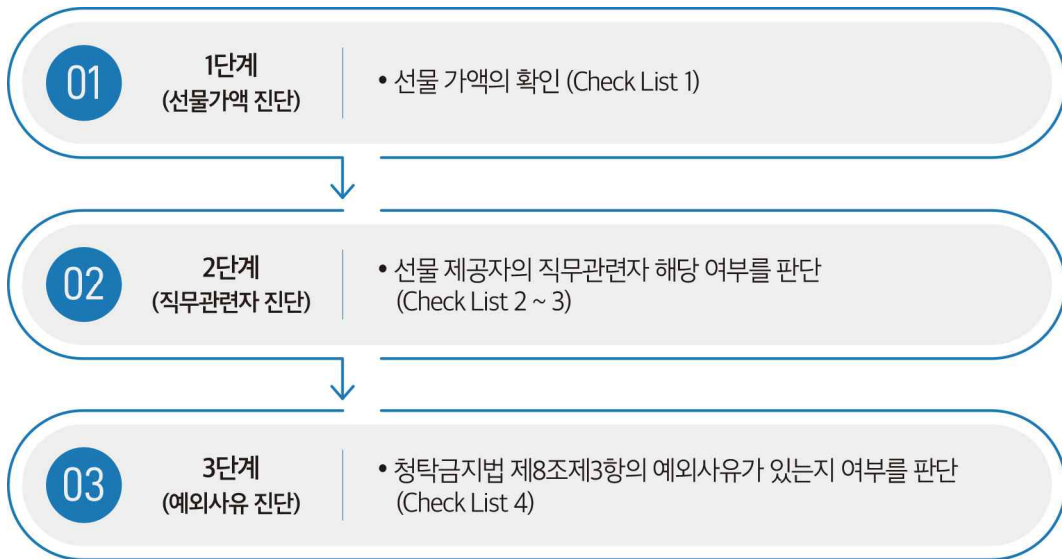 01
1단계
(선물가액 진단)
• 선물 가액의 확인 (Check List 1)
02
2단계
(직무관련자 진단)
• 선물 제공자의 직무관련자 해당 여부를 판단
(Check List 2 ~ 3)
03
3단계
(예외사유 진단)
• 청탁금지법 제8조제3항의 예외사유가 있는지 여부를 판단
(Check List 4)